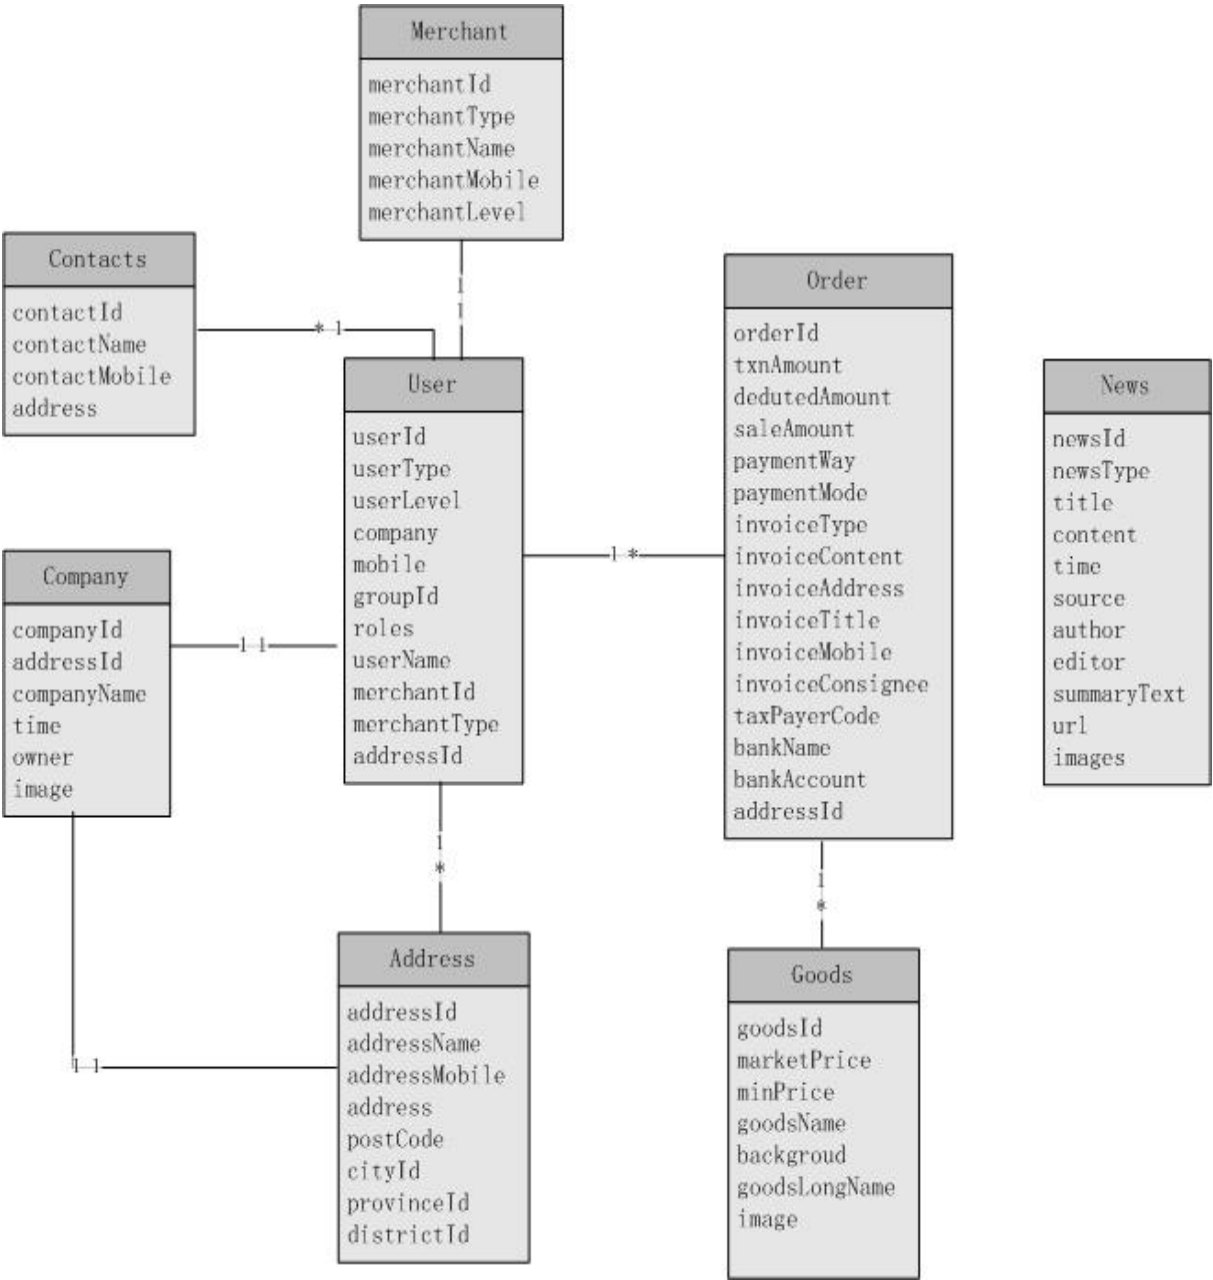 Merchant
merchantId
merchantType
merchantName
merchantMobile
merchantLevel
1
1
Contacts
contactId
contactName
contactMobile
address
* 1
User
userId
userType
userLevel
company
mobile
groupId
roles
userName
merchantId
merchantType
addressId
1 *
Order
orderId
txnAmount
dedutedAmount
saleAmount
paymentWay
paymentMode
invoiceType
invoiceContent
invoiceAddress
invoiceTitle
invoiceMobile
invoiceConsignee
taxPayerCode
bankName
bankAccount
addressId
News
newsId
newsType
title
content
time
source
author
editor
summaryText
url
images
Company
companyId
addressId
companyName
time
owner
image
1 1
1
*
1
*
1 1
Address
addressId
addressName
addressMobile
address
postCode
cityId
provinceId
districtId
Goods
goodsId
marketPrice
minPrice
goodsName
backgroud
goodsLongName
image